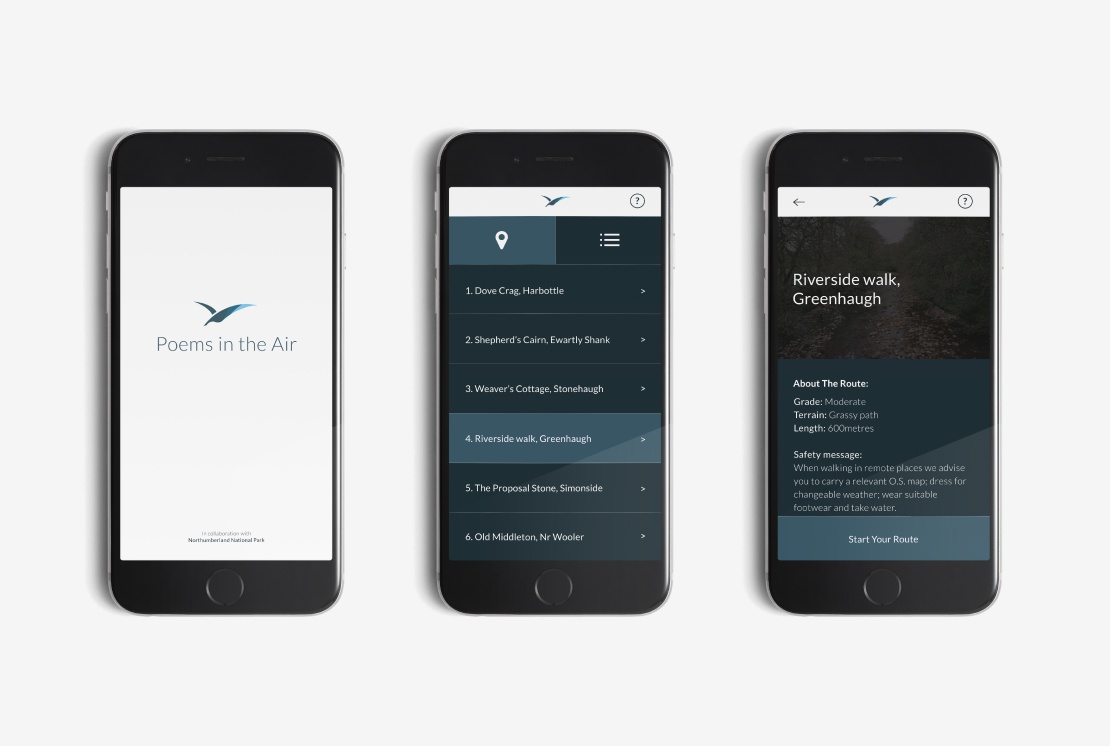 Poems in the Air
In collaboration with
Northumberland National Park
?
1. Dove Crag, Harbottle >
2. Shepherd's Cairn, Ewartly Shank >
3. Weaver's Cottage, Stonehaugh >
4. Riverside walk, Greenhaugh >
5. The Proposal Stone, Simonside >
6. Old Middleton, Nr Wooler >
?
Riverside walk,
Greenhaugh
About The Route:
Grade: Moderate
Terrain: Grassy path
Length: 600metres
Safety message:
When walking in remote places we advise
you to carry a relevant O.S. map; dress for
changeable weather; wear suitable
footwear and take water.
Start Your Route